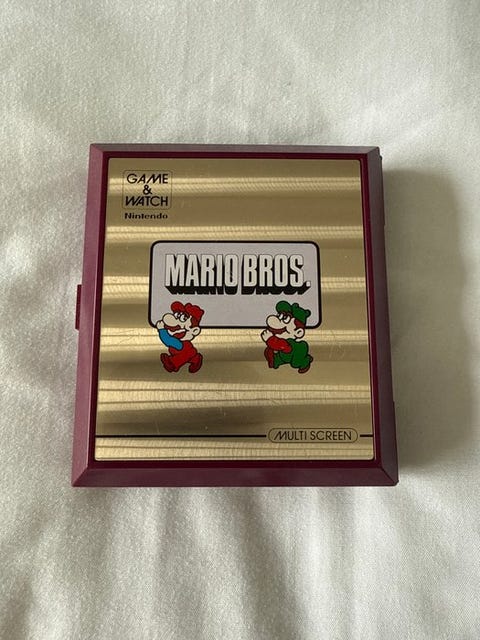 GAME
&
WATCH
Nintendo
MARIO BROS.
MULTI SCREEN